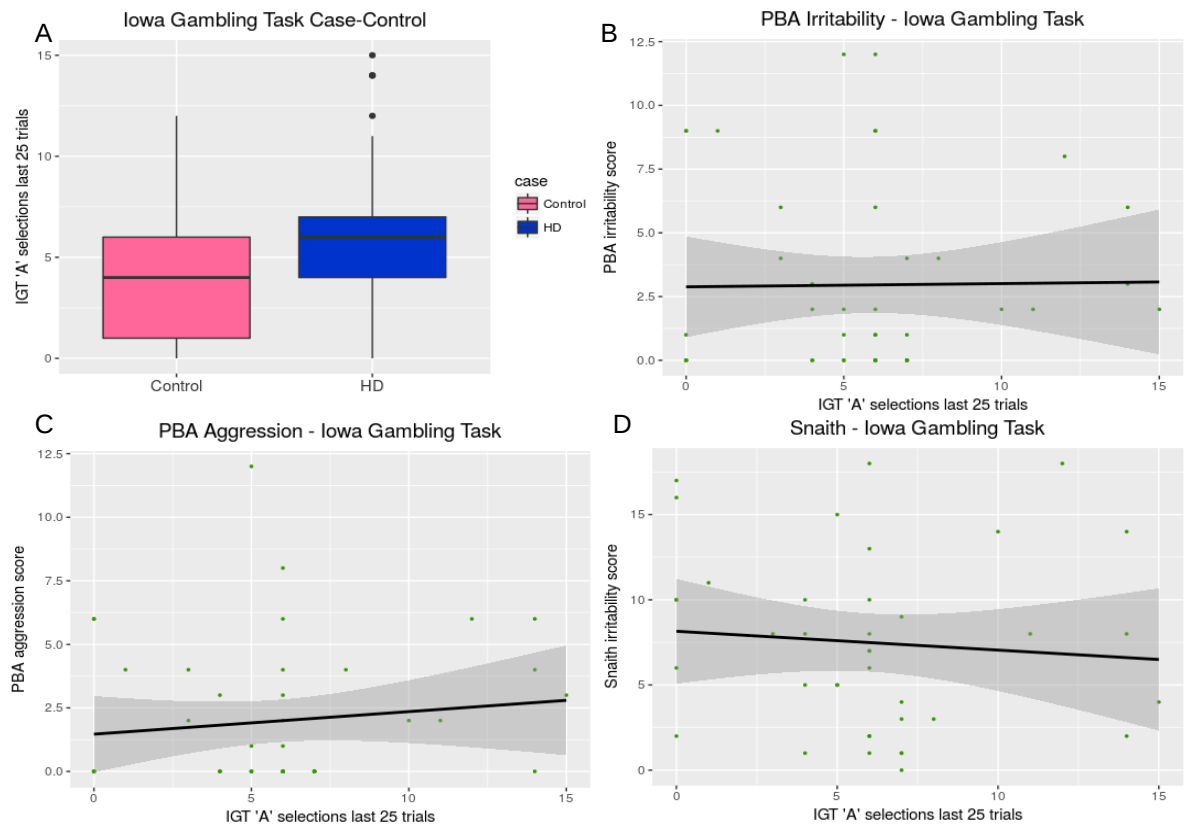 A
Iowa Gambling Task Case-Control
IGT 'A' selections last 25 trials
15
10
5
0
Control
HD
case
Control
HD
B
PBA Irritability - Iowa Gambling Task
PBA irritability score
12.5
10.0
7.5
5.0
2.5
0.0
0
5
10
15
IGT 'A' selections last 25 trials
C
PBA Aggression - Iowa Gambling Task
PBA aggression score
12.5
10.0
7.5
5.0
2.5
0.0
0
5
10
15
IGT 'A' selections last 25 trials
D
Snaith - Iowa Gambling Task
Snaith irritability score
15
10
5
0
0
5
10
15
IGT 'A' selections last 25 trials